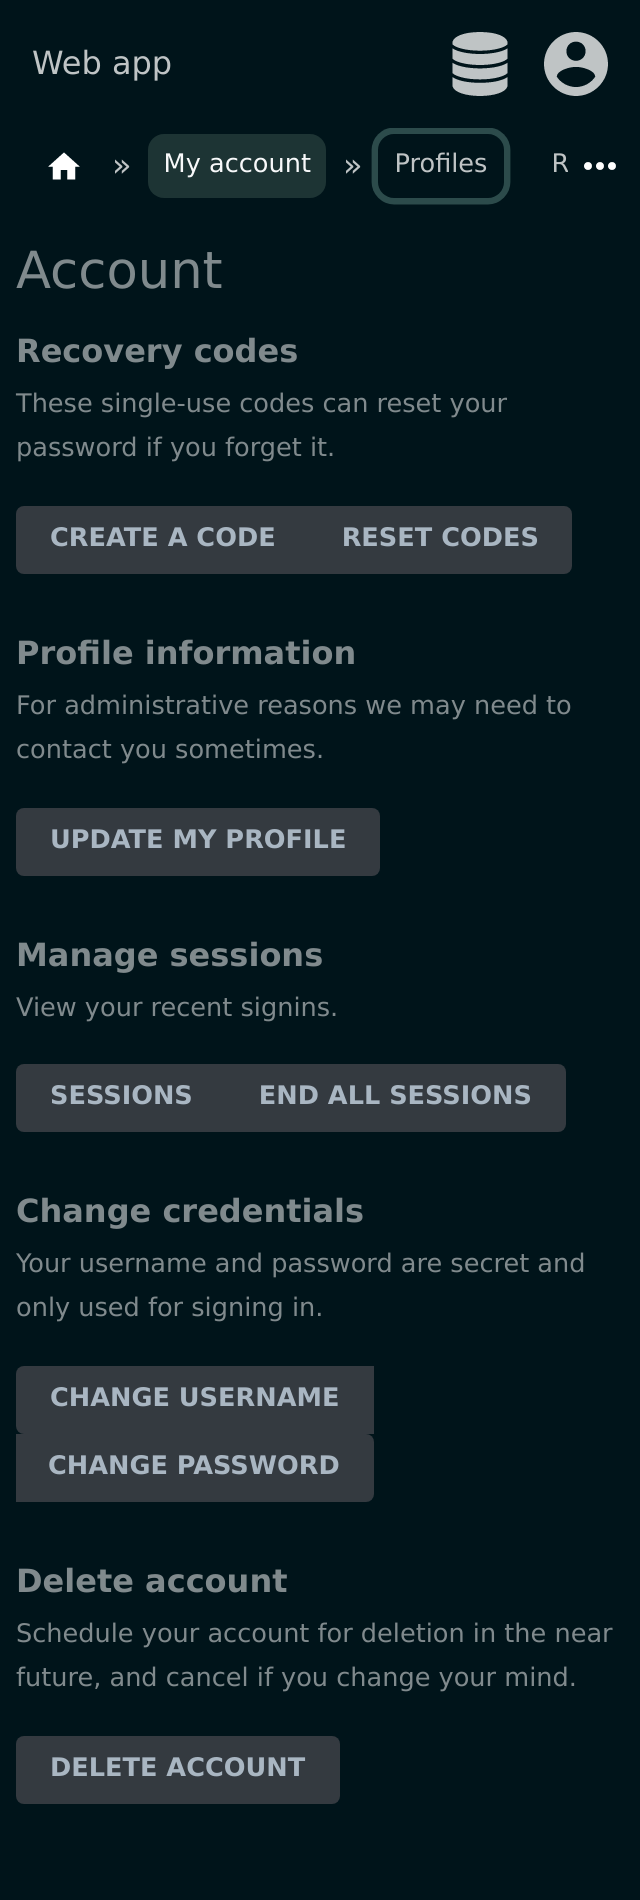 Web app
» My account » Profiles R •••
Account
Recovery codes
These single-use codes can reset your
password if you forget it.
CREATE A CODE RESET CODES
Profile information
For administrative reasons we may need to
contact you sometimes.
UPDATE MY PROFILE
Manage sessions
View your recent signins.
SESSIONS END ALL SESSIONS
Change credentials
Your username and password are secret and
only used for signing in.
CHANGE USERNAME
CHANGE PASSWORD
Delete account
Schedule your account for deletion in the near
future, and cancel if you change your mind.
DELETE ACCOUNT